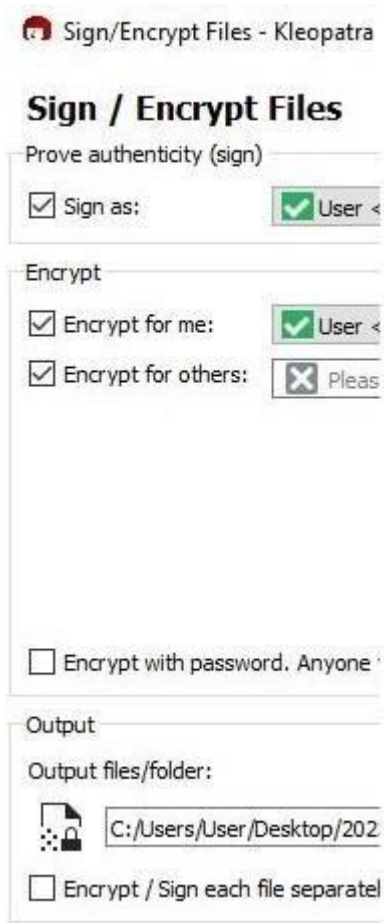 Sign/Encrypt Files - Kleopatra
Sign / Encrypt Files
Prove authenticity (sign)
Sign as: User <
Encrypt
Encrypt for me: User <
Encrypt for others: Pleas
Encrypt with password. Anyone
Output
Output files/folder:
C:/Users/User/Desktop/202
Encrypt / Sign each file separatel